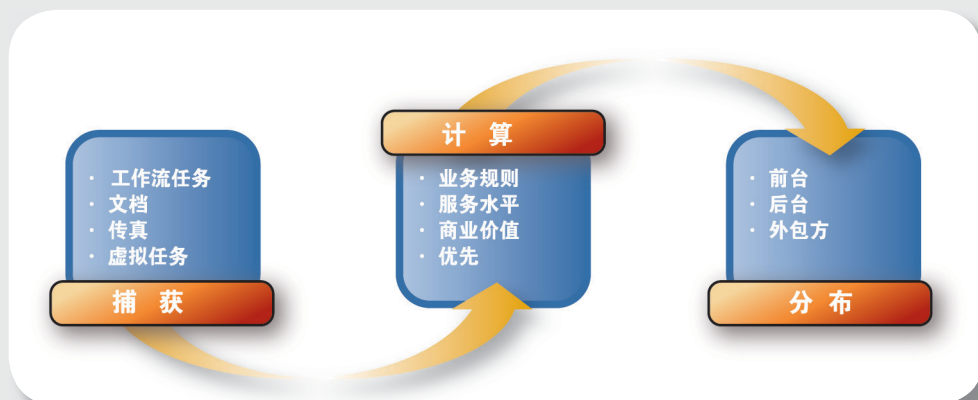 · 工作流任务
· 文档
· 传真
· 虚拟任务
捕 获
计 算
· 业务规则
· 服务水平
· 商业价值
· 优先
· 前台
· 后台
· 外包方
分 布